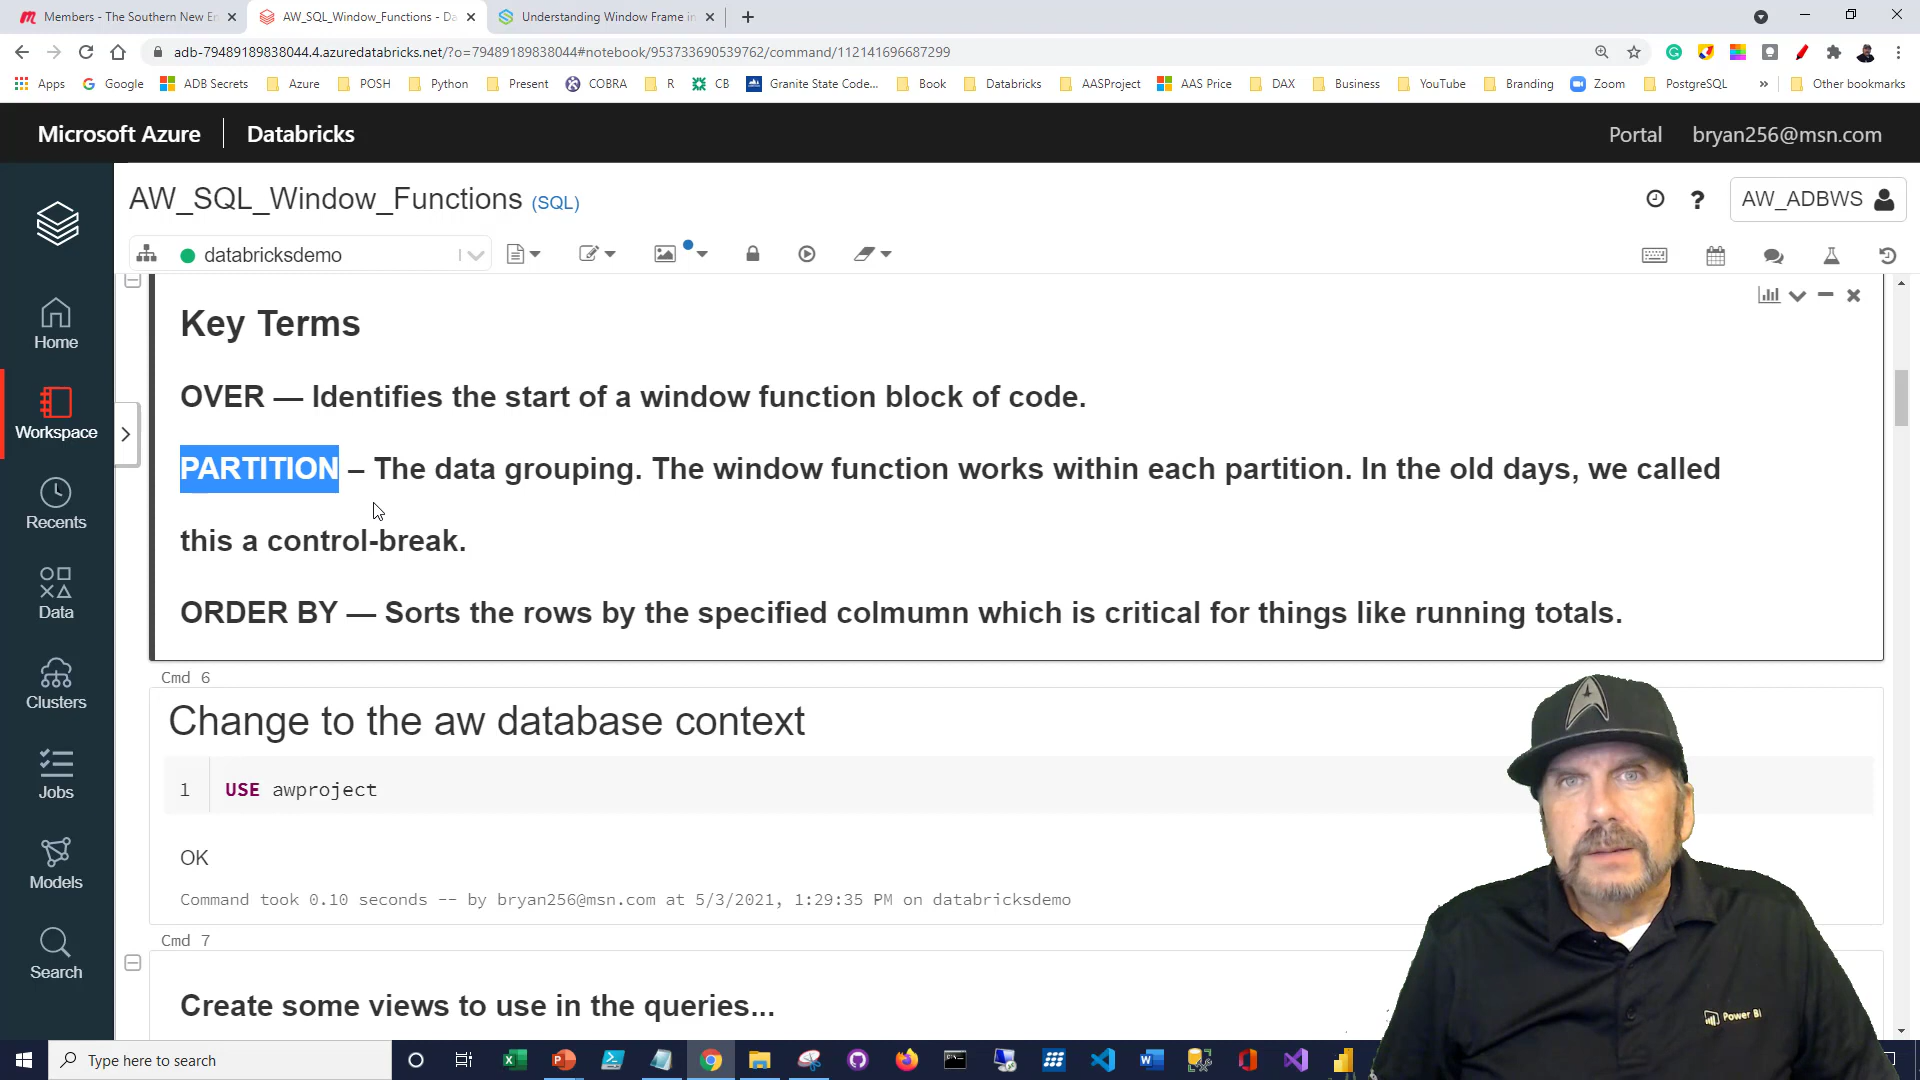 Members - The Southern New En
AW_SQL_Window_Functions - Da
Understanding Window Frame in
adb-79489189838044.4.azuredatabricks.net/?o=79489189838044#notebook/953733690539762/command/112141696687299
Apps
Google
ADB Secrets
Azure
POSH
Python
Present
COBRA
R
CB
Granite State Code...
Book
Databricks
AASProject
AAS Price
DAX
Business
YouTube
Branding
Zoom
PostgreSQL
»
Other bookmarks
Microsoft Azure
Databricks
Portal
bryan256@msn.com
AW_SQL_Window_Functions (SQL)
AW_ADBWS
databricksdemo
Home
Workspace
Recents
Data
Clusters
Jobs
Models
Search
Key Terms
OVER — Identifies the start of a window function block of code.
PARTITION – The data grouping. The window function works within each partition. In the old days, we called
this a control-break.
ORDER BY — Sorts the rows by the specified colmumn which is critical for things like running totals.
Cmd 6
Change to the aw database context
1 USE awproject
OK
Command took 0.10 seconds -- by bryan256@msn.com at 5/3/2021, 1:29:35 PM on databricksdemo
Cmd 7
Create some views to use in the queries...
Power BI
Type here to search